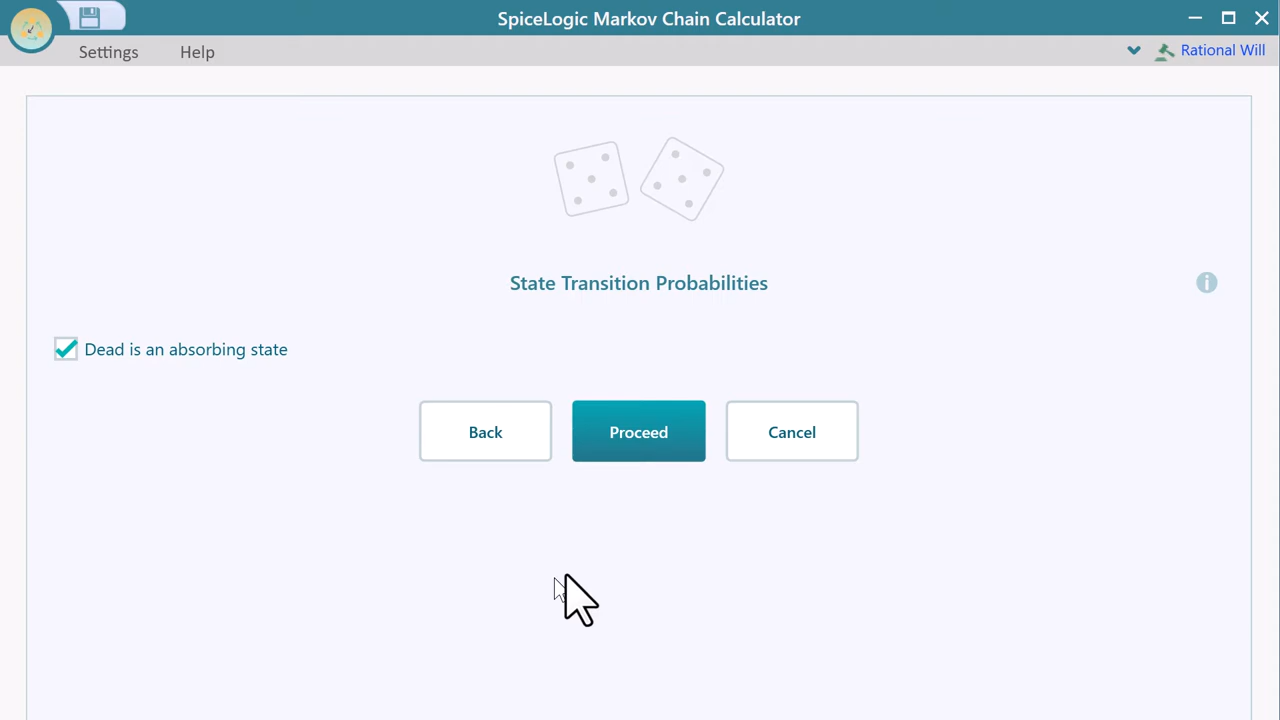 SpiceLogic Markov Chain Calculator
Settings Help Rational Will
State Transition Probabilities
Dead is an absorbing state
Back Proceed Cancel